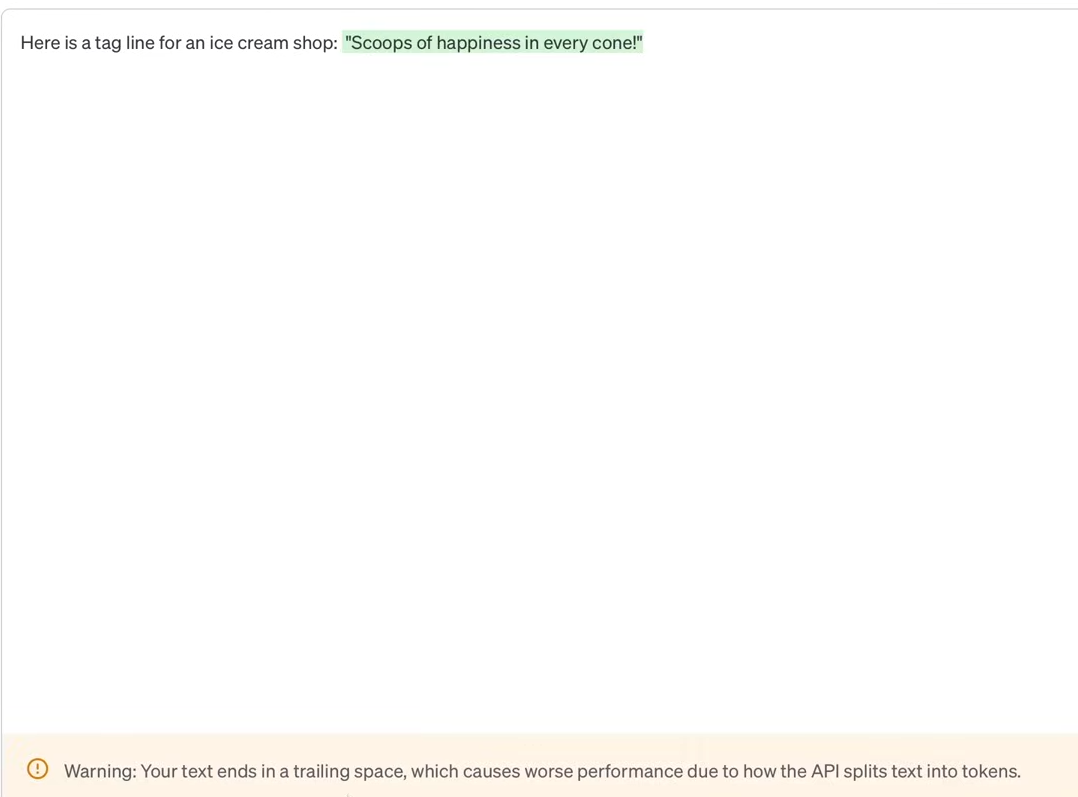 Here is a tag line for an ice cream shop: "Scoops of happiness in every cone!"
Warning: Your text ends in a trailing space, which causes worse performance due to how the API splits text into tokens.